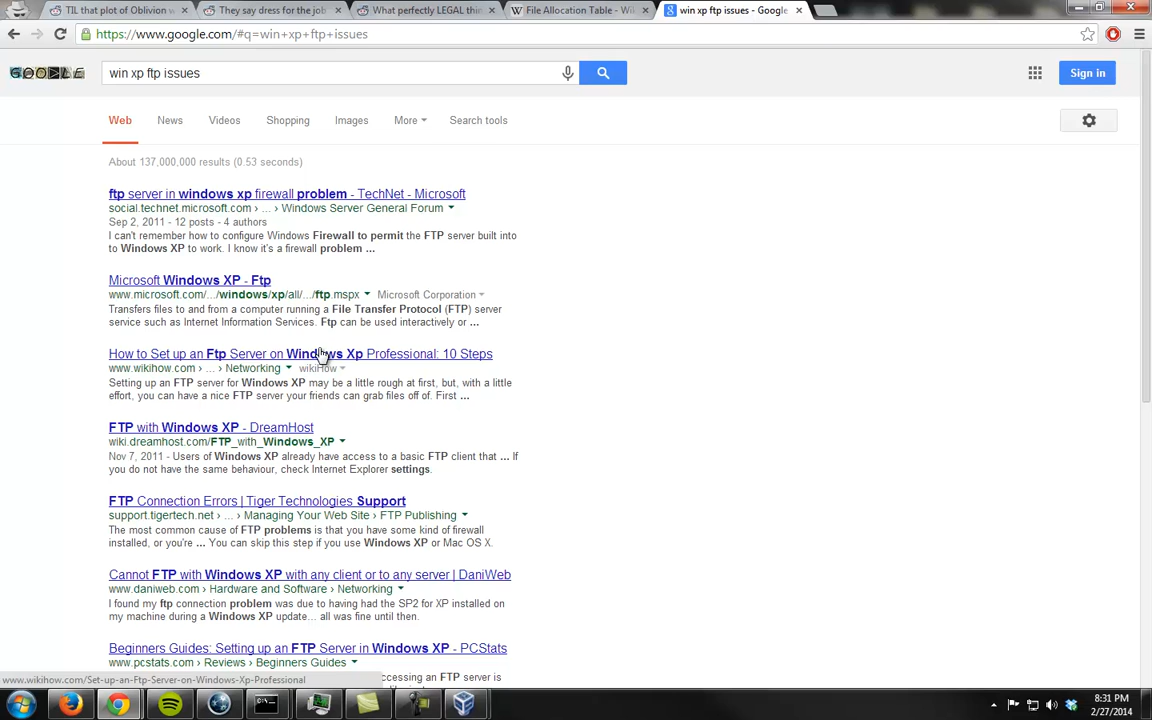 TIL that plot of Oblivion w
They say dress for the job
What perfectly LEGAL thi
File Allocation Table - Wi
win xp ftp issues - Google
https://www.google.com/#q=win+xp+ftp+issues
GOOGLE
win xp ftp issues
Sign in
Web
News
Videos
Shopping
Images
More
Search tools
About 137,000,000 results (0.53 seconds)
ftp server in windows xp firewall problem - TechNet - Microsoft
social.technet.microsoft.com › ... › Windows Server General Forum
Sep 2, 2011 - 12 posts - 4 authors
I can't remember how to configure Windows Firewall to permit the FTP server built into
to Windows XP to work. I know it's a firewall problem ...
Microsoft Windows XP - Ftp
www.microsoft.com/.../windows/xp/all/.../ftp.mspx
Microsoft Corporation
Transfers files to and from a computer running a File Transfer Protocol (FTP) server
service such as Internet Information Services. Ftp can be used interactively or ...
How to Set up an Ftp Server on Windows Xp Professional: 10 Steps
www.wikihow.com › ... › Networking
wikiHow
Setting up an FTP server for Windows XP may be a little rough at first, but, with a little
effort, you can have a nice FTP server your friends can grab files off of. First ...
FTP with Windows XP - DreamHost
wiki.dreamhost.com/FTP_with_Windows_XP
Nov 7, 2011 - Users of Windows XP already have access to a basic FTP client that ... If
you do not have the same behaviour, check Internet Explorer settings.
FTP Connection Errors | Tiger Technologies Support
support.tigertech.net › ... › Managing Your Web Site › FTP Publishing
The most common cause of FTP problems is that you have some kind of firewall
installed, or you're ... You can skip this step if you use Windows XP or Mac OS X.
Cannot FTP with Windows XP with any client or to any server | DaniWeb
www.daniweb.com › Hardware and Software › Networking
I found my ftp connection problem was due to having had the SP2 for XP installed on
my machine during a Windows XP update... all was fine until then.
Beginners Guides: Setting up an FTP Server in Windows XP - PCStats
www.pcstats.com › Reviews › Beginners Guides
ccessing an FTP server is
www.wikihow.com/Set-up-an-Ftp-Server-on-Windows-Xp-Professional
8:31 PM
2/27/2014